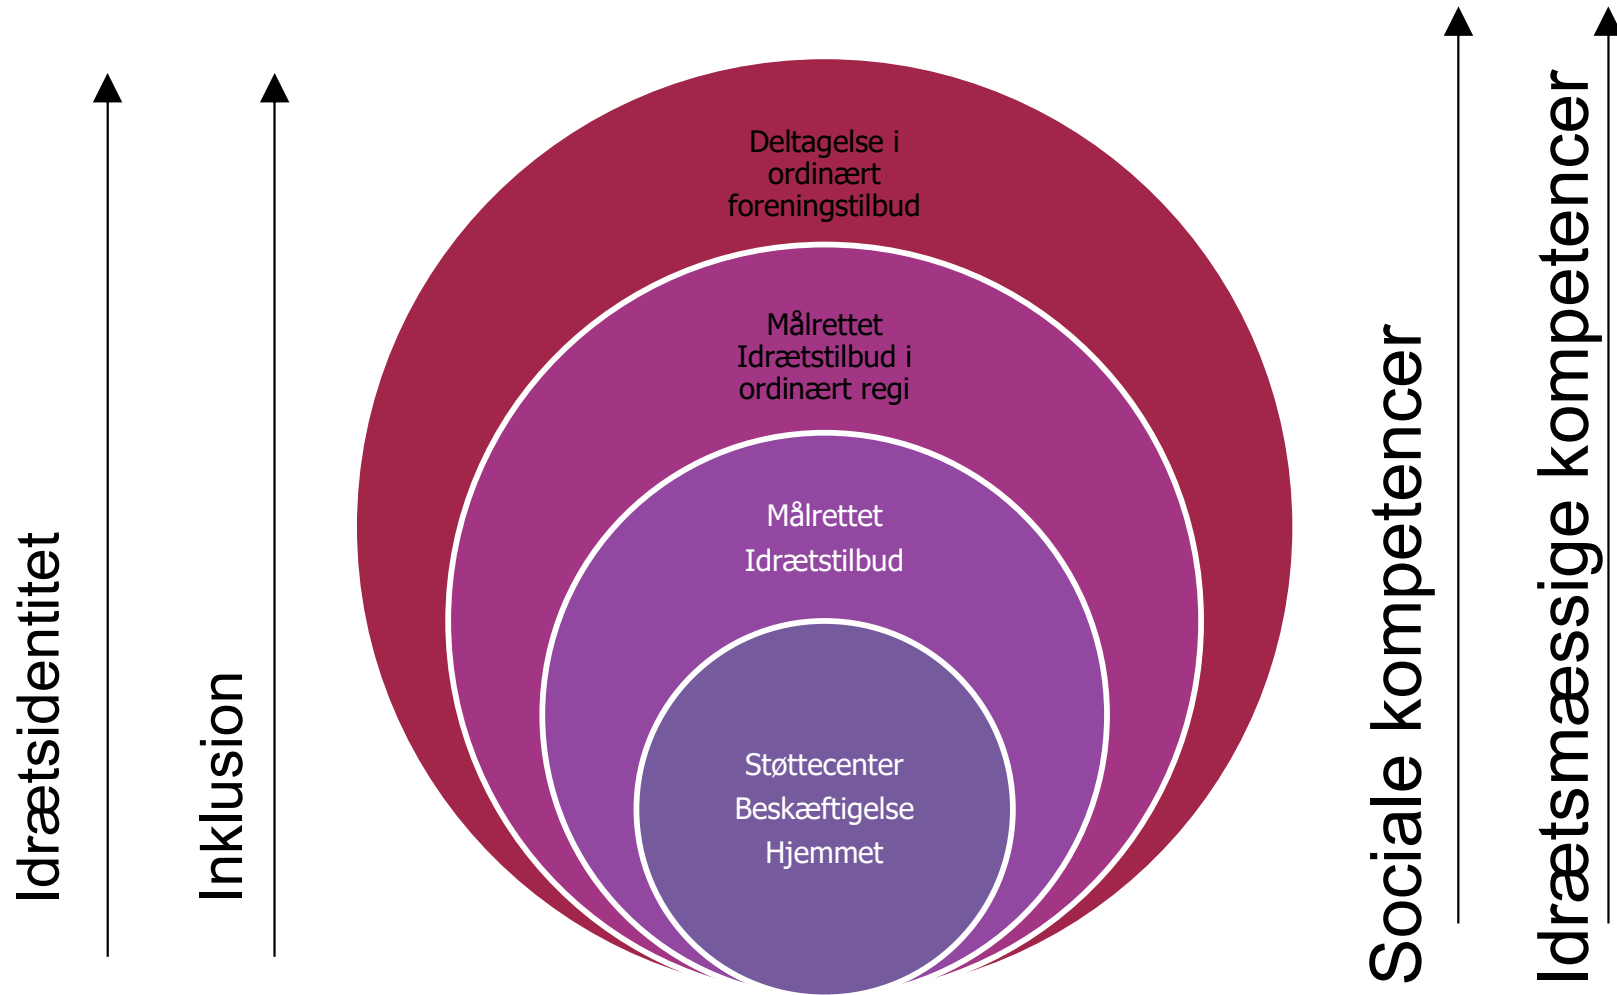 Idrætsidentitet
Inklusion
Deltagelse i
ordinært
foreningstilbud
Målrettet
Idrætstilbud i
ordinært regi
Målrettet
Idrætstilbud
Støttecenter
Beskæftigelse
Hjemmet
Sociale kompetencer
Idrætsmæssige kompetencer